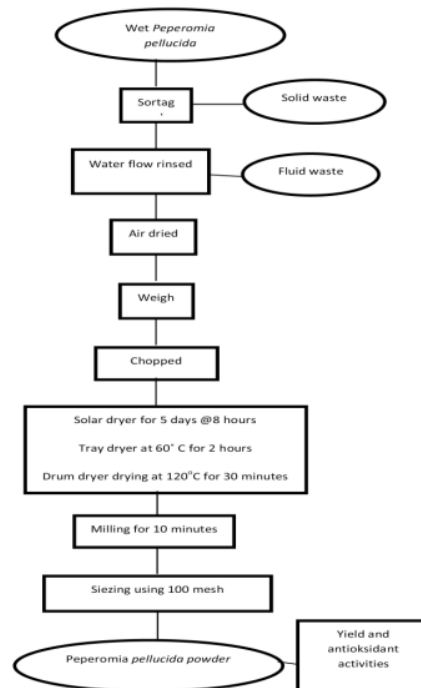 Wet Peperomia
pellucida
Sortag
Solid waste
Water flow rinsed
Fluid waste
Air dried
Weigh
Chopped
Solar dryer for 5 days @8 hours
Tray dryer at 60° C for 2 hours
Drum dryer drying at 120°C for 30 minutes
Milling for 10 minutes
Siezing using 100 mesh
Peperomia pellucida powder
Yield and
antioksidant
activities